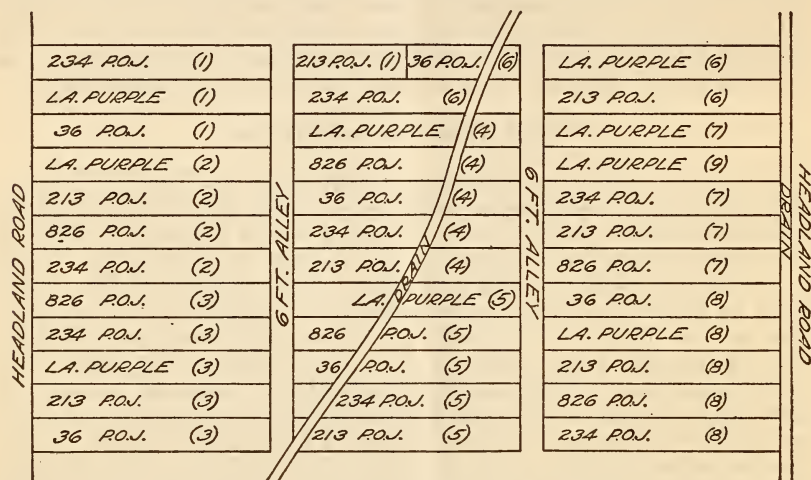 234 P.O.J. (1)
LA. PURPLE (1)
36 P.O.J. (1)
LA. PURPLE (2)
213 P.O.J. (2)
826 P.O.J. (2)
234 P.O.J. (2)
826 P.O.J. (3)
234 P.O.J. (3)
LA. PURPLE (3)
213 P.O.J. (3)
36 P.O.J. (3)
213 P.O.J. (1) 36 P.O.J. (6)
234 P.O.J. (6)
LA. PURPLE (4)
826 P.O.J. (4)
36 P.O.J. (4)
234 P.O.J. (4)
213 P.O.J. (4)
LA. PURPLE (5)
826 P.O.J. (5)
36 P.O.J. (5)
234 P.O.J. (5)
213 P.O.J. (5)
LA. PURPLE (6)
213 P.O.J. (6)
LA. PURPLE (7)
LA. PURPLE (9)
234 P.O.J. (7)
213 P.O.J. (7)
826 P.O.J. (7)
36 P.O.J. (8)
LA. PURPLE (8)
213 P.O.J. (8)
826 P.O.J. (8)
234 P.O.J. (8)
HEADLAND ROAD
6 FT. ALLEY
DRAIN
6 FT. ALLEY
DRAIN
HEADLAND ROAD